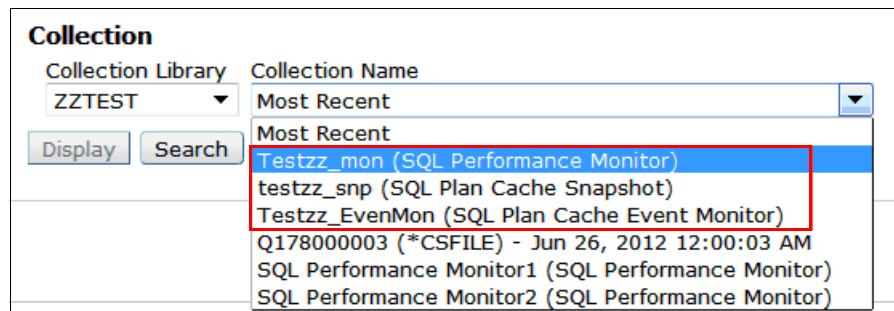 Collection
Collection Library Collection Name
ZZTEST Most Recent
Display Search
Most Recent
Testzz_mon (SQL Performance Monitor)
testzz_snp (SQL Plan Cache Snapshot)
Testzz_EvenMon (SQL Plan Cache Event Monitor)
Q178000003 (*CSFILE) - Jun 26, 2012 12:00:03 AM
SQL Performance Monitor1 (SQL Performance Monitor)
SQL Performance Monitor2 (SQL Performance Monitor)